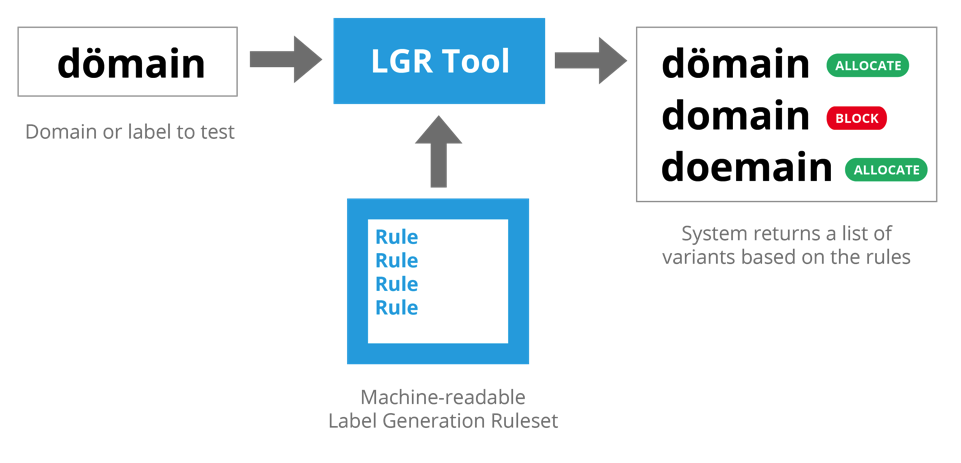 dömain
Domain or label to test
LGR Tool
dömain ALLOCATE
domain BLOCK
doemain ALLOCATE
System returns a list of
variants based on the rules
Rule
Rule
Rule
Rule
Machine-readable
Label Generation Ruleset